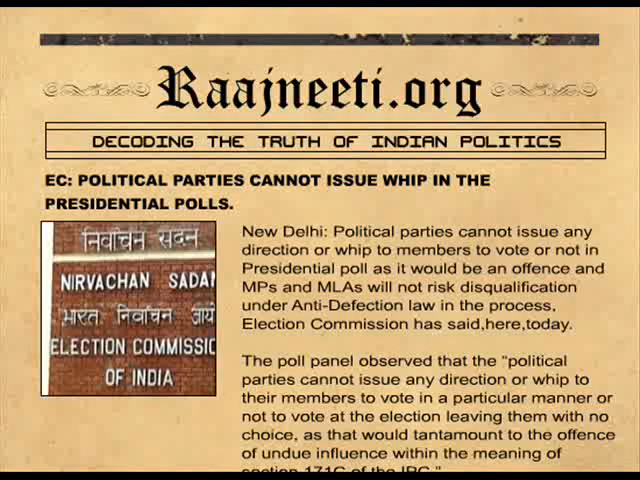 Raajneeti.org
DECODING THE TRUTH OF INDIAN POLITICS
EC: POLITICAL PARTIES CANNOT ISSUE WHIP IN THE
PRESIDENTIAL POLLS.
निर्वाचन सदन
NIRVACHAN SADAN
भारत निर्वाचन आयो
ELECTION COMMISSIO
OF INDIA
New Delhi: Political parties cannot issue any
direction or whip to members to vote or not in
Presidential poll as it would be an offence and
MPs and MLAs will not risk disqualification
under Anti-Defection law in the process,
Election Commission has said,here,today.
The poll panel observed that the "political
parties cannot issue any direction or whip to
their members to vote in a particular manner or
not to vote at the election leaving them with no
choice, as that would tantamount to the offence
of undue influence within the meaning of
section 171C of the IPC."